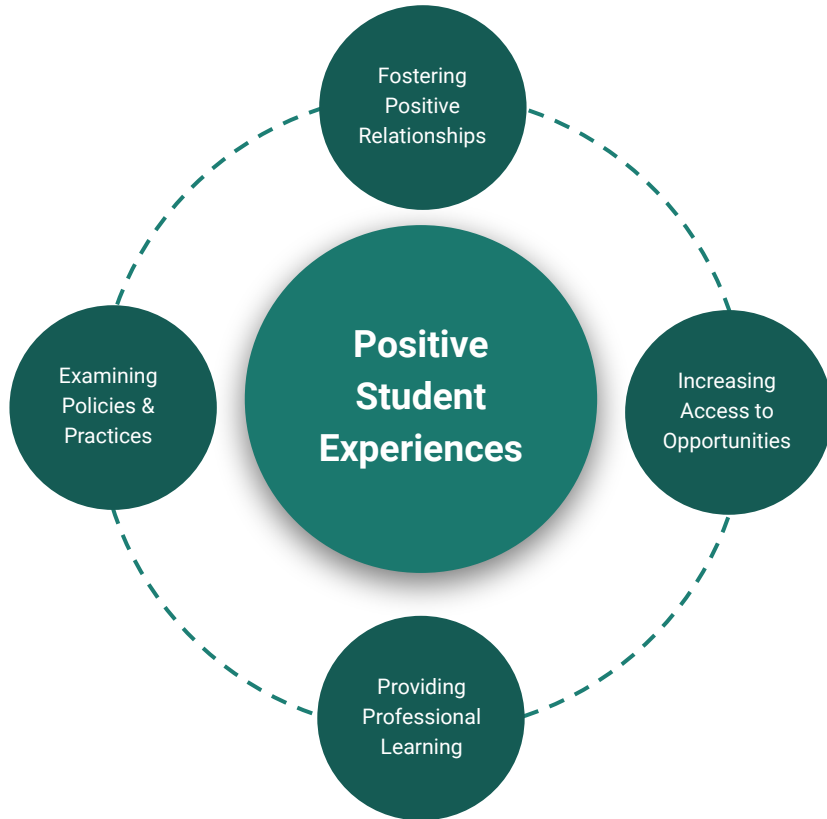 Fostering
Positive
Relationships
Positive
Student
Experiences
Examining
Policies &
Practices
Increasing
Access to
Opportunities
Providing
Professional
Learning